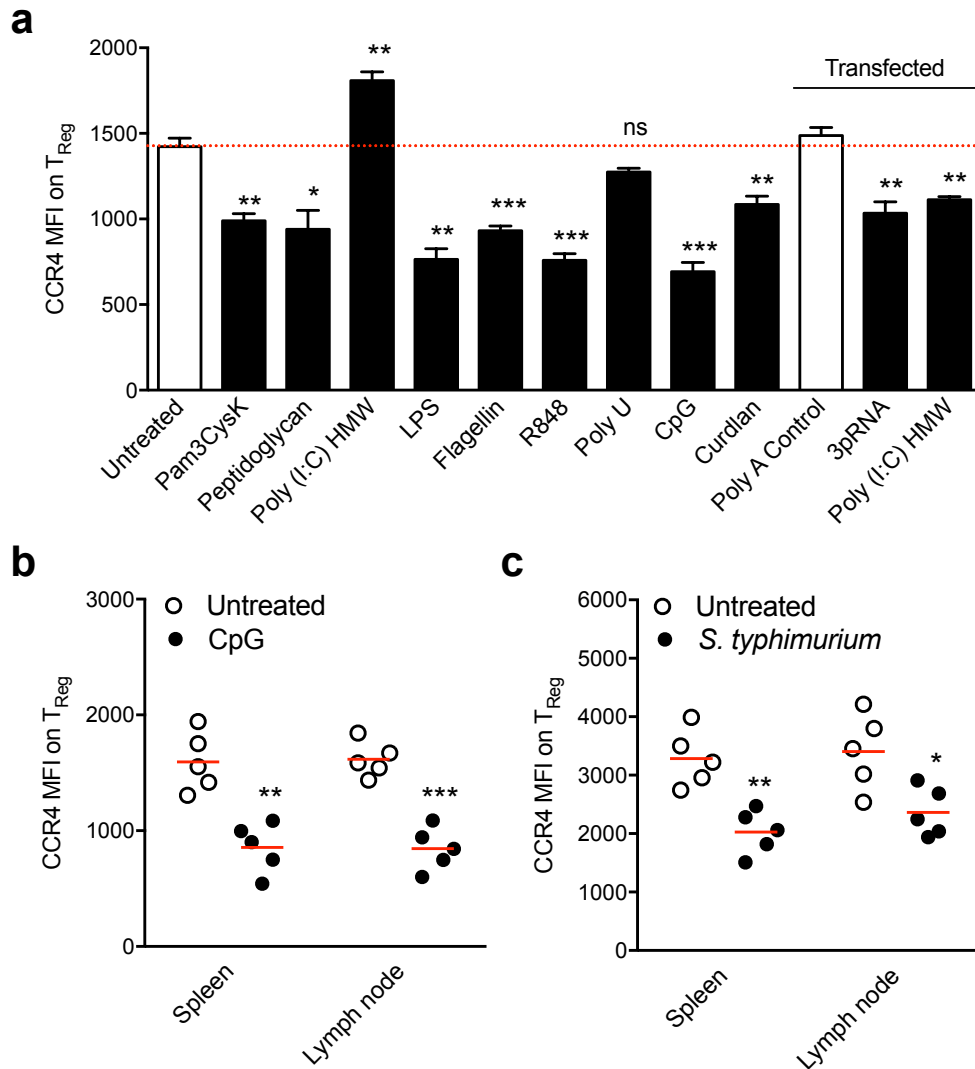 a
CCR4 MFI on TReg
2000
1500
1000
500
0
**
*
**
**
***
***
ns
***
**
Transfected
**
**
Untreated
Pam3CysK
Peptidoglycan
Poly (I:C) HMW
LPS
Flagellin
R848
Poly U
CpG
Curdlan
Poly A Control
3pRNA
Poly (I:C) HMW
b
CCR4 MFI on TReg
3000
2000
1000
0
Untreated
CpG
**
***
Spleen
Lymph node
c
CCR4 MFI on TReg
6000
5000
4000
3000
2000
1000
0
Untreated
S. typhimurium
**
*
Spleen
Lymph node